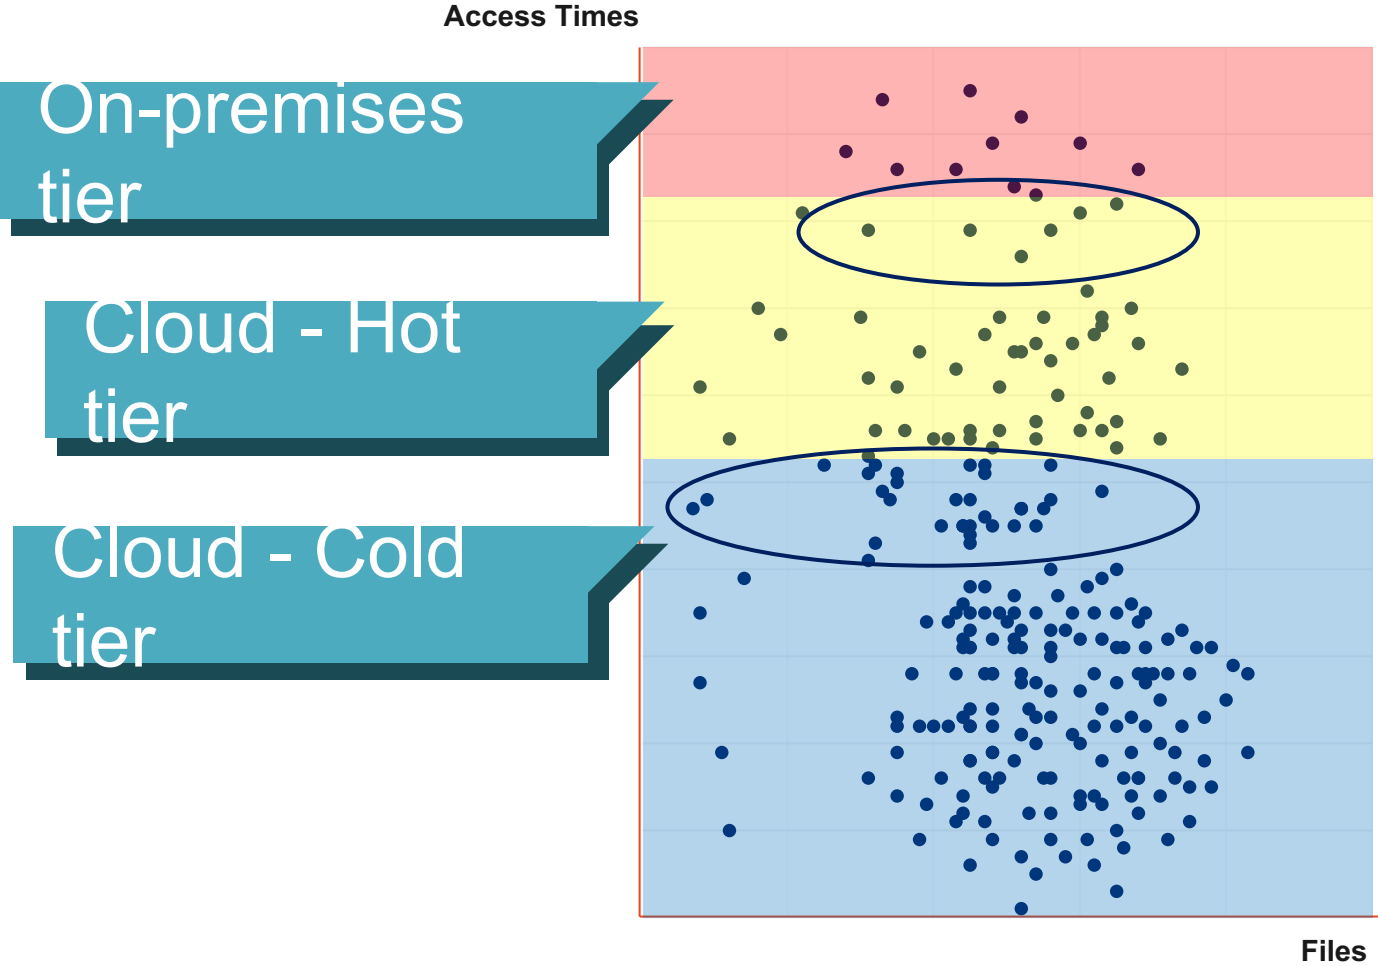 Access Times
On-premises
tier
Cloud - Hot
tier
Cloud - Cold
tier
Files